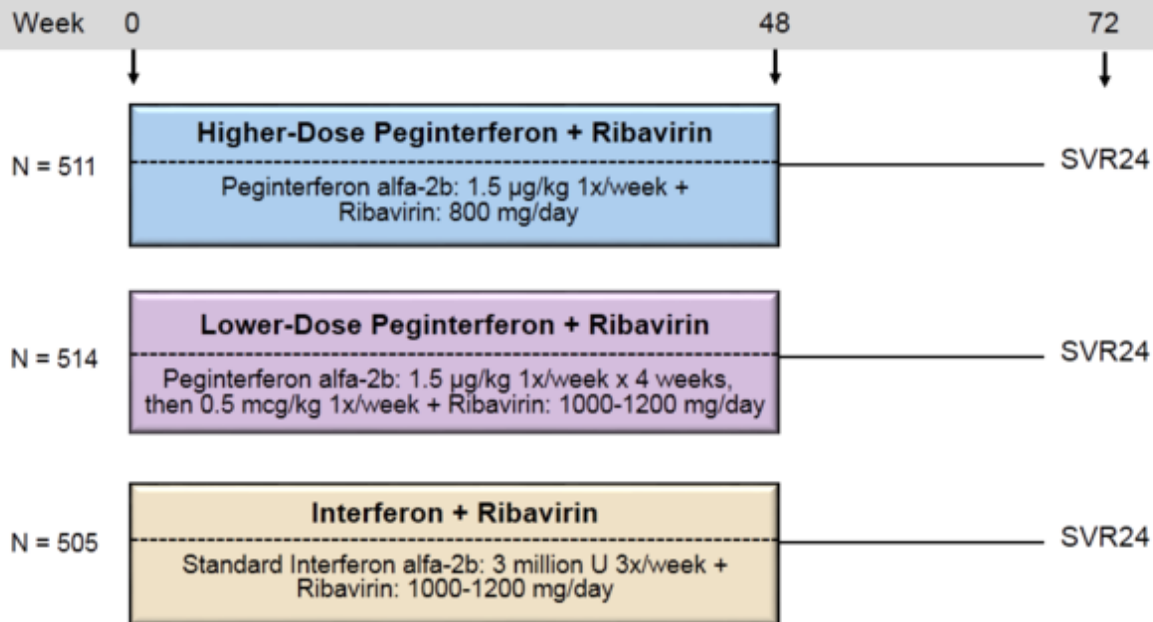 Week 0 48 72
Higher-Dose Peginterferon + Ribavirin
N = 511
Peginterferon alfa-2b: 1.5 µg/kg 1x/week +
Ribavirin: 800 mg/day
SVR24
Lower-Dose Peginterferon + Ribavirin
N = 514
Peginterferon alfa-2b: 1.5 µg/kg 1x/week x 4 weeks,
then 0.5 mcg/kg 1x/week + Ribavirin: 1000-1200 mg/day
SVR24
Interferon + Ribavirin
N = 505
Standard Interferon alfa-2b: 3 million U 3x/week +
Ribavirin: 1000-1200 mg/day
SVR24